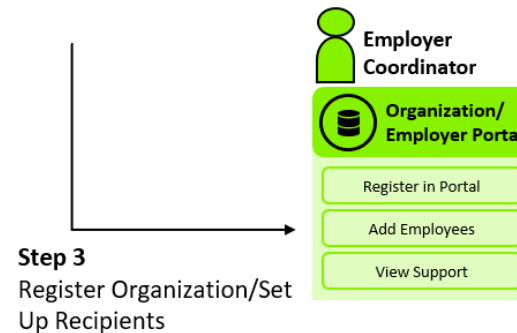 Employer
Coordinator
Organization/
Employer Porta
Register in Portal
Add Employees
View Support
Step 3
Register Organization/Set
Up Recipients